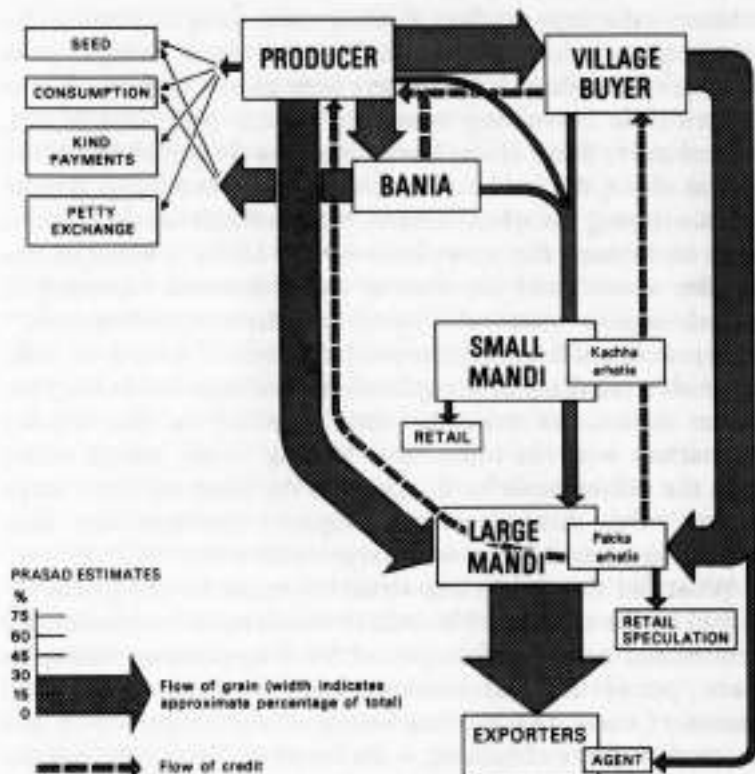 SEED
CONSUMPTION
KIND
PAYMENTS
PETTY
EXCHANGE
PRODUCER
VILLAGE
BUYER
BANIA
SMALL
MANDI
Kachha
arhatia
RETAIL
LARGE
MANDI
Pakka
arhatia
RETAIL
SPECULATION
EXPORTERS
AGENT
PRASAD ESTIMATES
%
75
60
45
30
15
0
Flow of grain (width indicates
approximate percentage of total)
Flow of credit